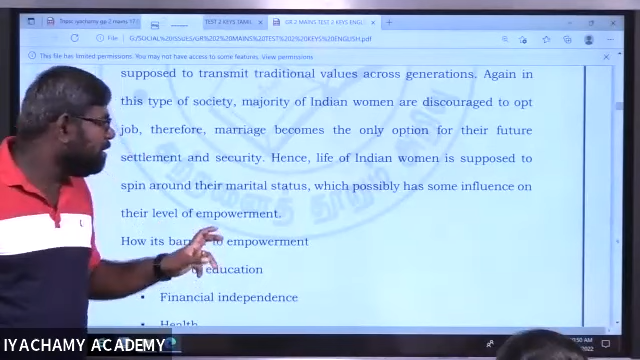 Tnpsc iyachamy gp 2 mains 17
TEST 2 KEYS
GR 2 MAINS TEST 2 KEYS ENGLISH
File
G:/SOCIAL%20ISSUES/GR%202%20MAINS%20TEST%202%20KEYS%20ENGLISH.pdf
This file has limited permissions. You may not have access to some features. View permissions
supposed to transmit traditional values across generations. Again in
this type of society, majority of Indian women are discouraged to opt
job, therefore, marriage becomes the only option for their future
settlement and security. Hence, life of Indian women is supposed to
spin around their marital status, which possibly has some influence on
their level of empowerment.
How its to empowerment
education
▪ Financial independence
▪ Health
IYACHAMY ACADEMY